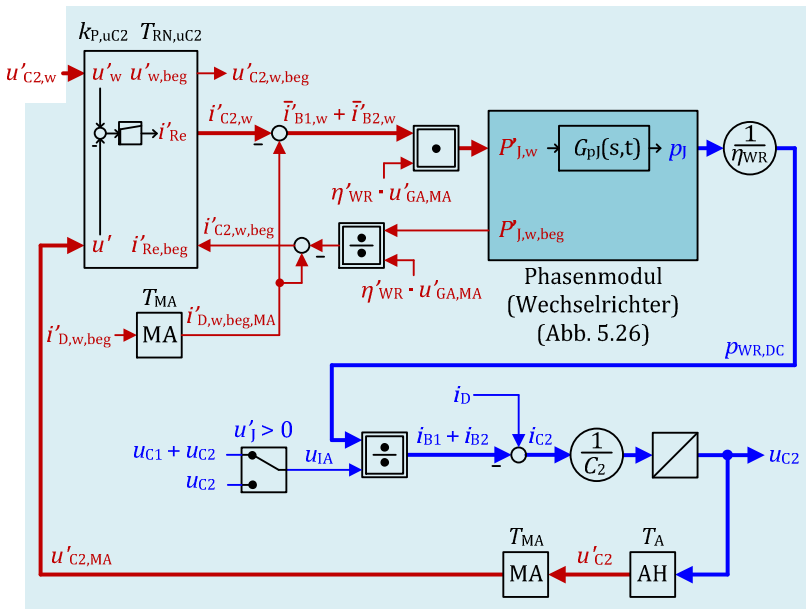 k_P,uC2 T_RN,uC2
u'_C2,w
u'_w u'_w,beg
u'_C2,w,beg
i'_Re
i'_C2,w
i̅'_B1,w + i̅'_B2,w
η'_WR · u'_GA,MA
P'_J,w
G_pJ(s,t)
p_J
1
η_WR
u'
i'_Re,beg
i'_C2,w,beg
P'_J,w,beg
η'_WR · u'_GA,MA
Phasenmodul
(Wechselrichter)
(Abb. 5.26)
T_MA
i'_D,w,beg
MA
i'_D,w,beg,MA
p_WR,DC
i_D
u'_J > 0
u_C1 + u_C2
u_C2
u_IA
i_B1 + i_B2
i_C2
1
C_2
u_C2
u'_C2,MA
T_MA
MA
u'_C2
T_A
AH